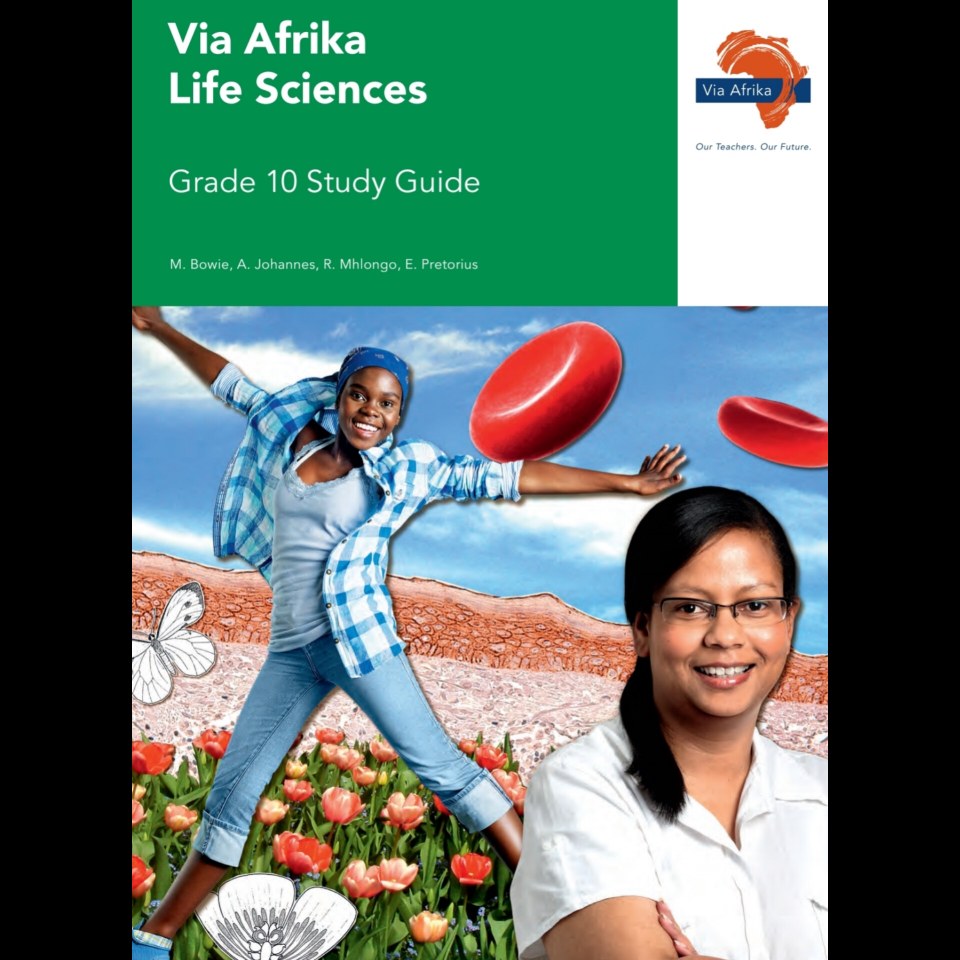 Via Afrika
Life Sciences
Grade 10 Study Guide
M. Bowie, A. Johannes, R. Mhlongo, E. Pretorius
Via Afrika
Our Teachers. Our Future.